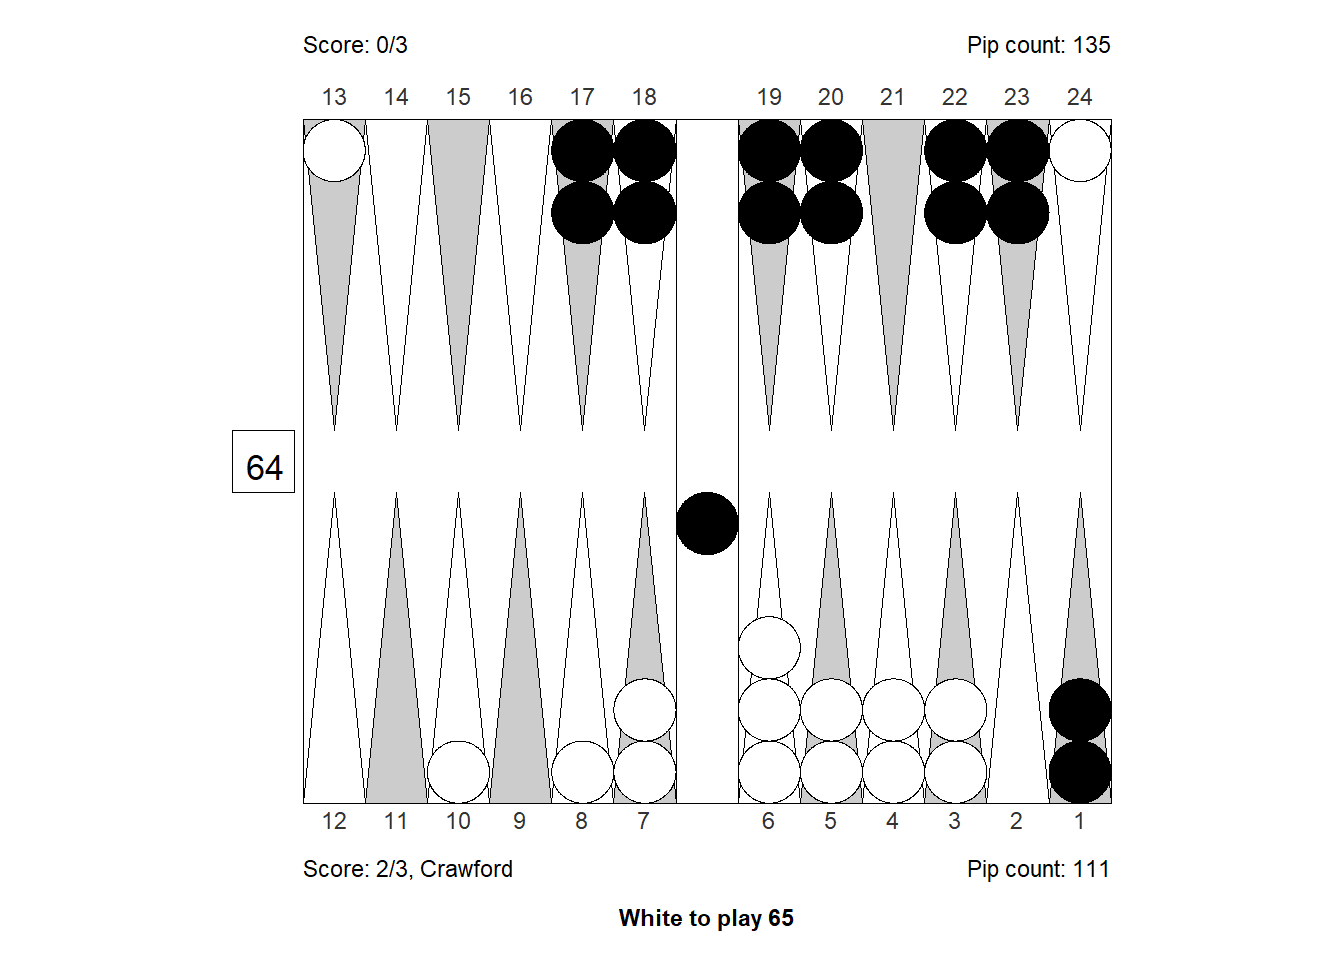 Score: 0/3 Pip count: 135
13 14 15 16 17 18 19 20 21 22 23 24
64
12 11 10 9 8 7 6 5 4 3 2 1
Score: 2/3, Crawford Pip count: 111
White to play 65